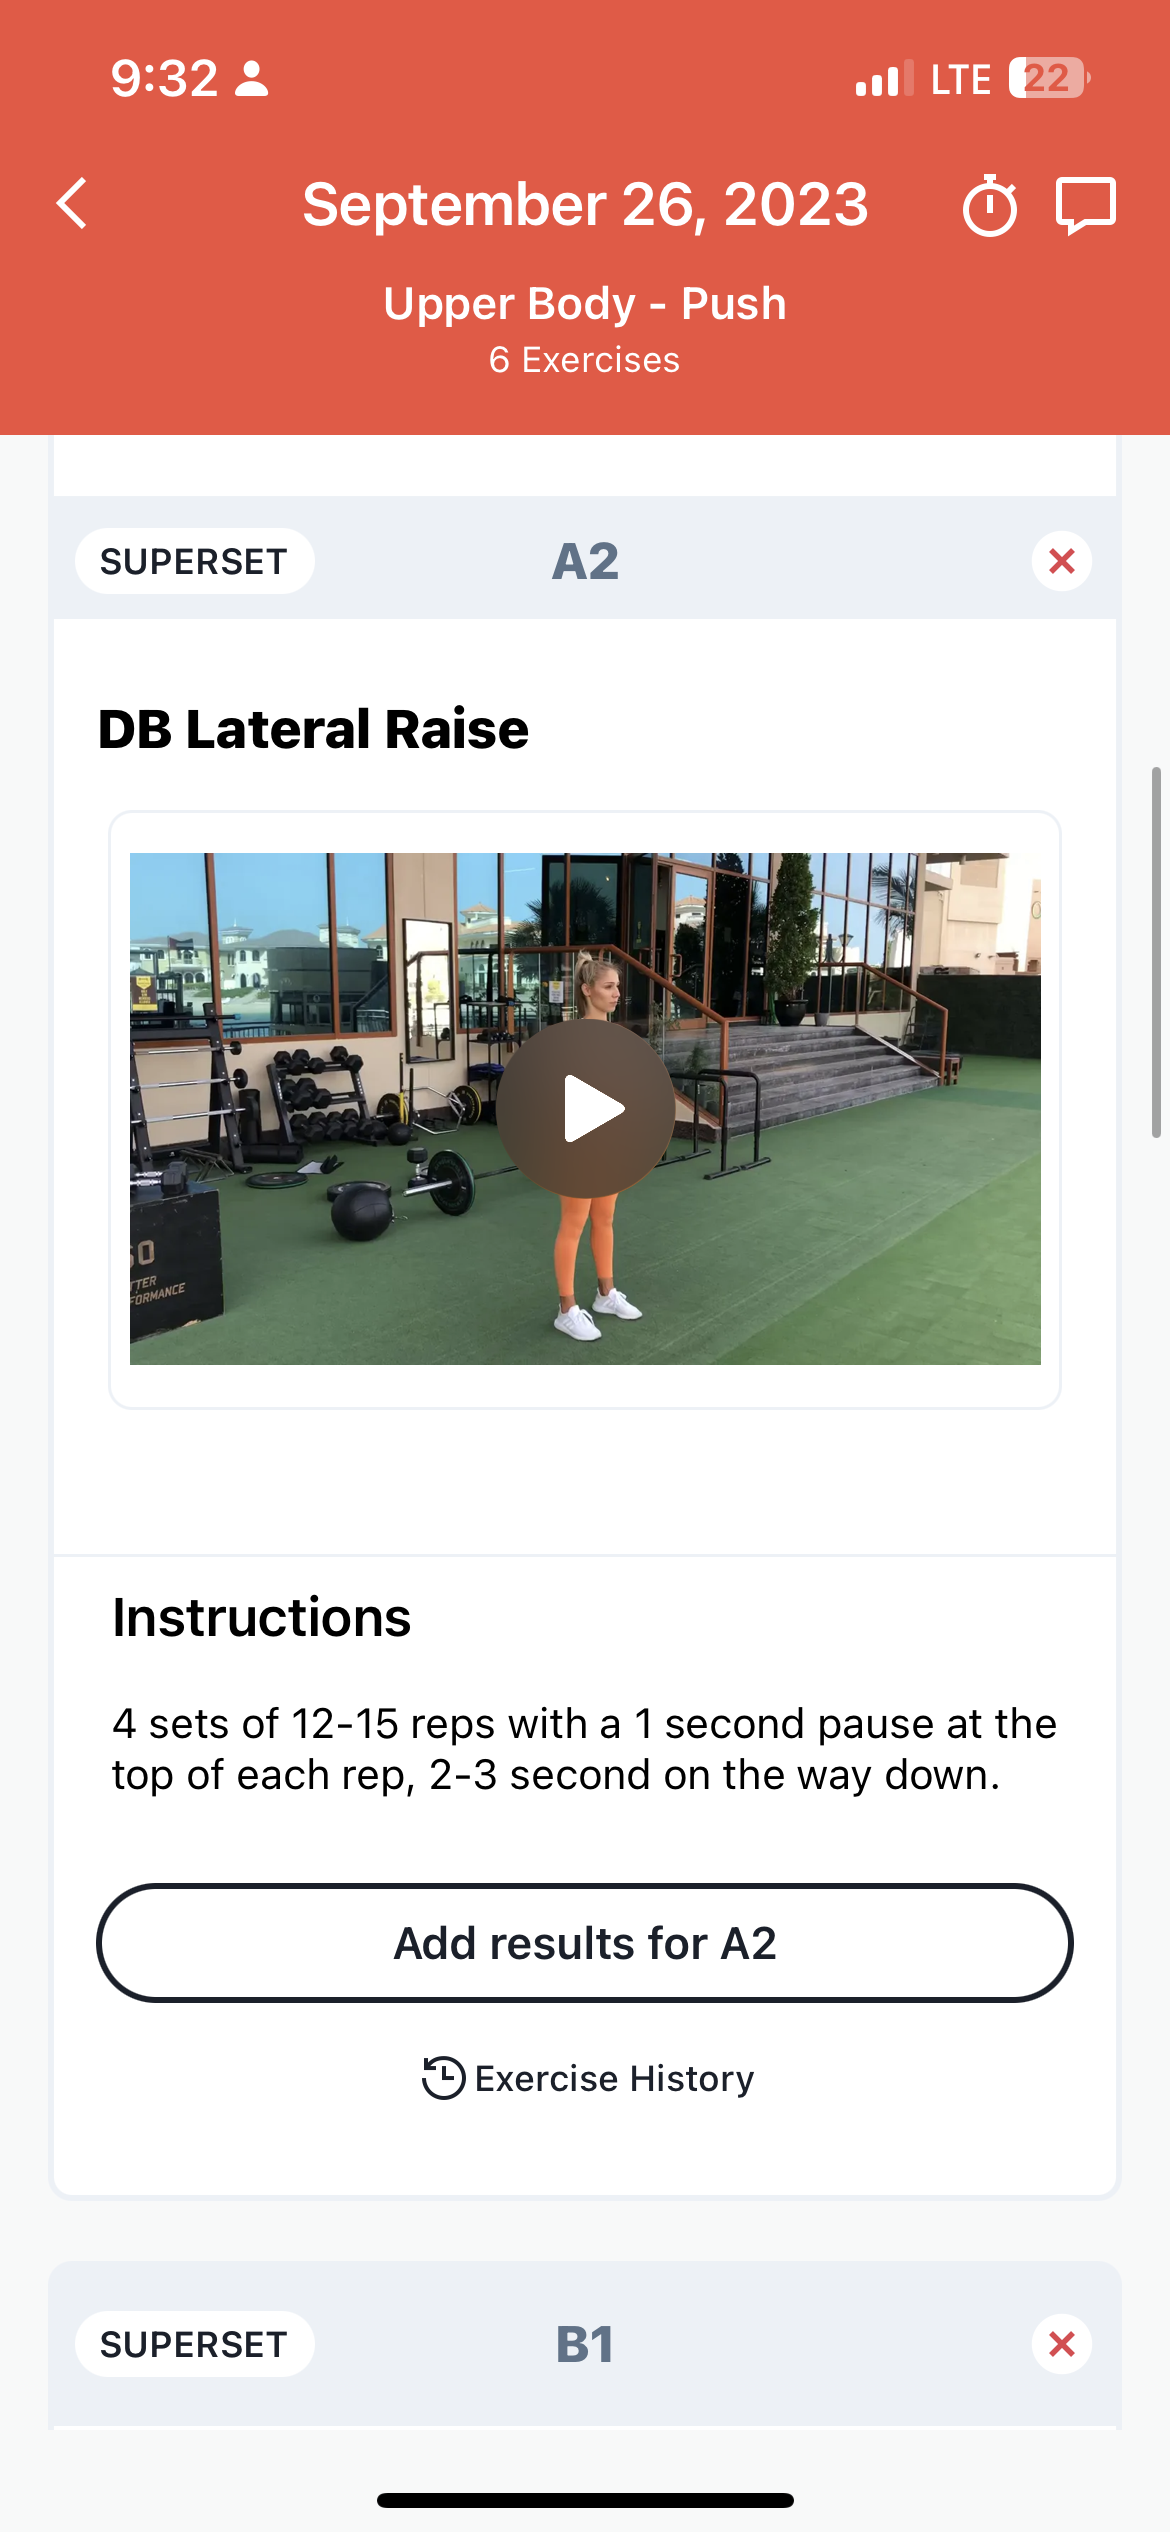 9:32
LTE
22
September 26, 2023
Upper Body - Push
6 Exercises
SUPERSET
A2
DB Lateral Raise
TTER
FORMANCE
Instructions
4 sets of 12-15 reps with a 1 second pause at the
top of each rep, 2-3 second on the way down.
Add results for A2
Exercise History
SUPERSET
B1